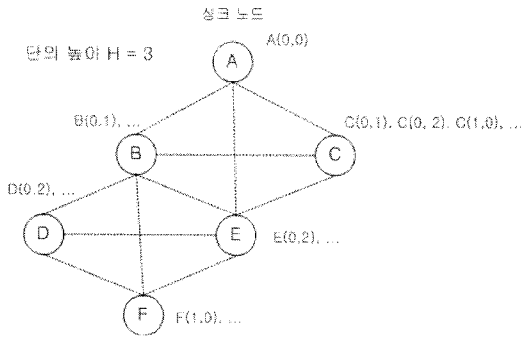 싱크 노드
A(0,0)
단의 높이 H = 3
A
B(0,1), ...
C(0,1), C(0, 2), C(1,0), ...
B
C
D(0,2), ...
D
E
E(0,2), ...
F
F(1,0), ...